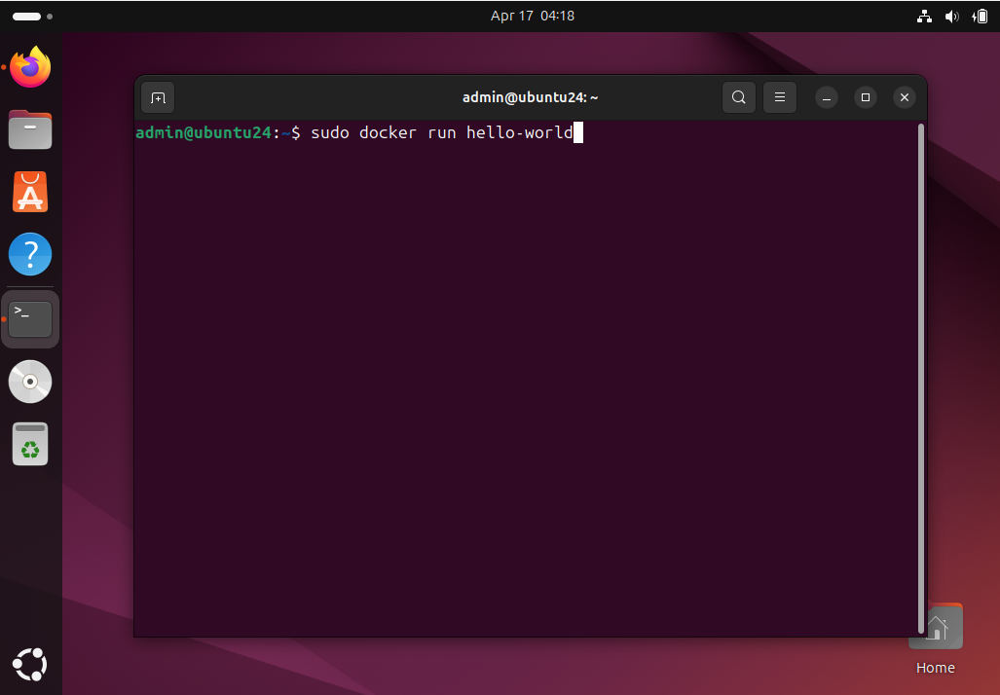 Apr 17 04:18
admin@ubuntu24: ~
admin@ubuntu24:~$ sudo docker run hello-world
Home